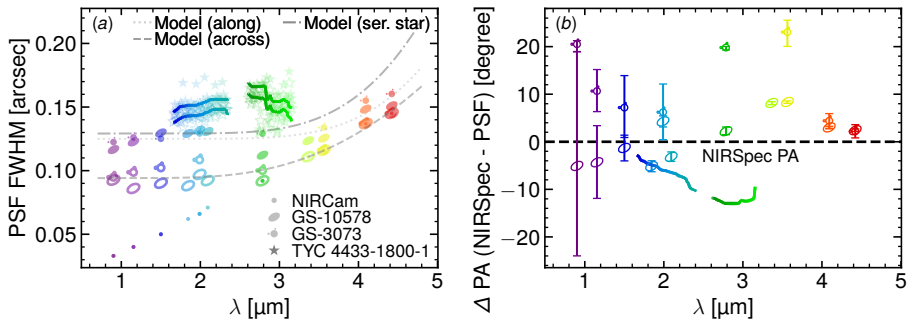 (a)
Model (along)
Model (ser. star)
Model (across)
PSF FWHM [arcsec]
0.20
0.15
0.10
0.05
NIRCam
GS-10578
GS-3073
TYC 4433-1800-1
1 2 3 4 5
λ [μm]
(b)
Δ PA (NIRSpec - PSF) [degree]
20
10
0
−10
−20
NIRSpec PA
1 2 3 4 5
λ [μm]